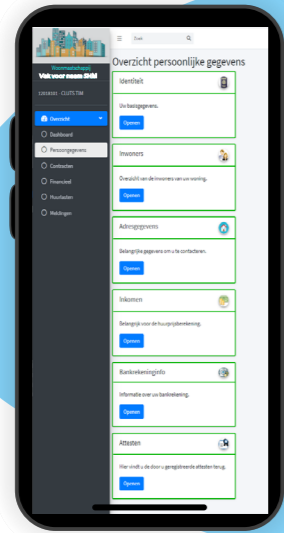 Woonmaatschappij
Vak voor naam SHM
12019101 - CLUTS TIM
Overzicht
Dashboard
Persoongegevens
Contracten
Financieel
Huurlasten
Meldingen
Zoek
Overzicht persoonlijke gegevens
Identiteit
Uw basisgegevens.
Openen
Inwoners
Overzicht van de inwoners van uw woning.
Openen
Adresgegevens
Belangrijke gegevens om u te contacteren.
Openen
Inkomen
Belangrijk voor de huurprijsberekening.
Openen
Bankrekeninginfo
Informatie over uw bankrekening.
Openen
Attesten
Hier vindt u de door u geregistreerde attesten terug.
Openen